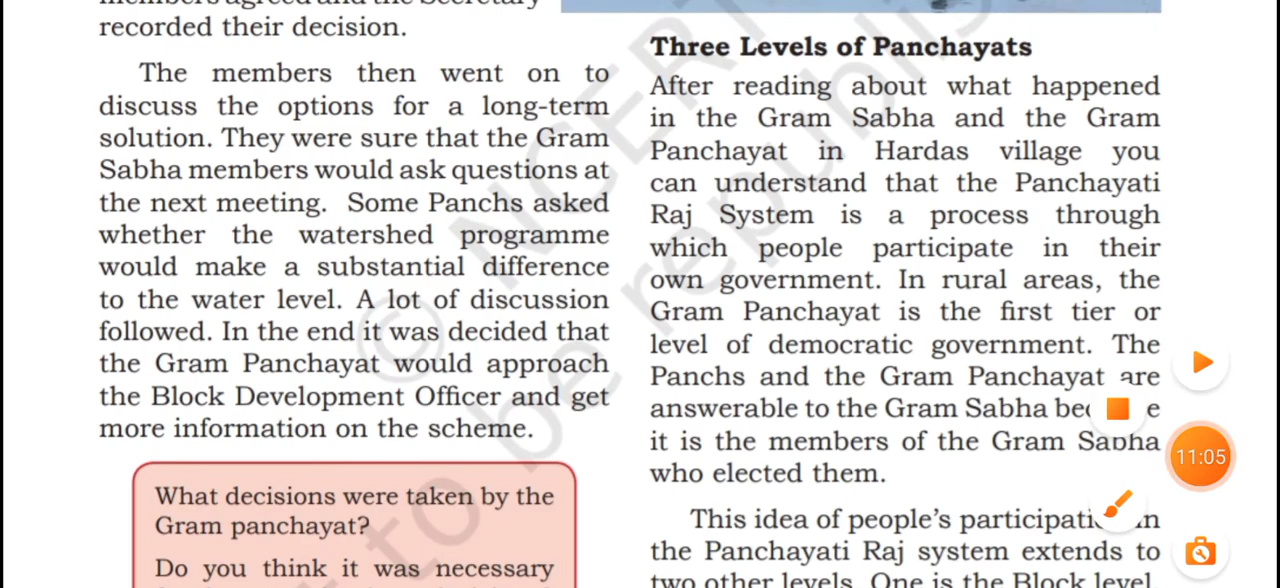 recorded their decision.
The members then went on to
discuss the options for a long-term
solution. They were sure that the Gram
Sabha members would ask questions at
the next meeting. Some Panchs asked
whether the watershed programme
would make a substantial difference
to the water level. A lot of discussion
followed. In the end it was decided that
the Gram Panchayat would approach
the Block Development Officer and get
more information on the scheme.
What decisions were taken by the
Gram panchayat?
Do you think it was necessary
Three Levels of Panchayats
After reading about what happened
in the Gram Sabha and the Gram
Panchayat in Hardas village you
can understand that the Panchayati
Raj System is a process through
which people participate in their
own government. In rural areas, the
Gram Panchayat is the first tier or
level of democratic government. The
Panchs and the Gram Panchayat are
answerable to the Gram Sabha
it is the members of the Gram Sabha
who elected them.
This idea of people's in
the Panchayati Raj system extends to
two other levels. One is the Block level,
11:05
© NCERT
to be republis